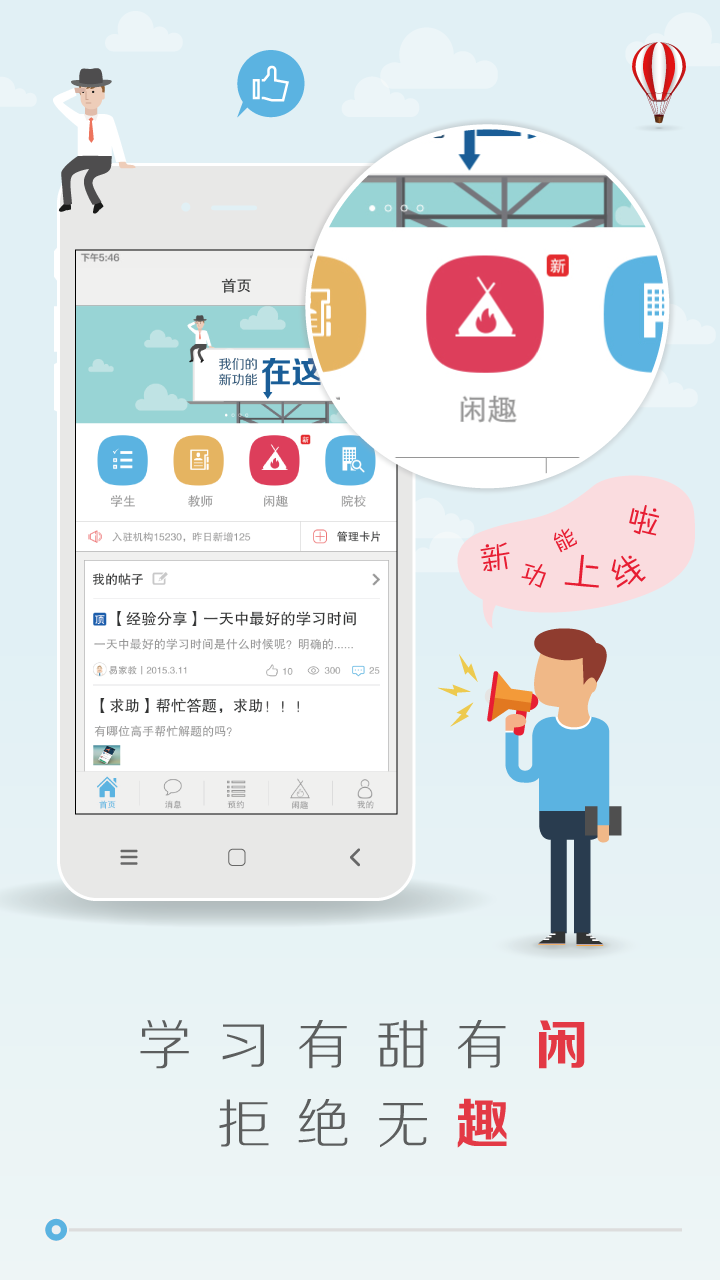 下午5:46
首页
我们的
新功能
在这
新
闲趣
新
学生
教师
闲趣
院校
入驻机构15230，昨日新增125
管理卡片
我的帖子
顶【经验分享】一天中最好的学习时间
一天中最好的学习时间是什么时候呢？明确的......
易家教 | 2015.3.11
10
300
25
【求助】帮忙答题，求助！！！
有哪位高手帮忙解题的吗?
首页
消息
预约
闲趣
我的
新功能上线啦
学习有甜有闲
拒绝无趣